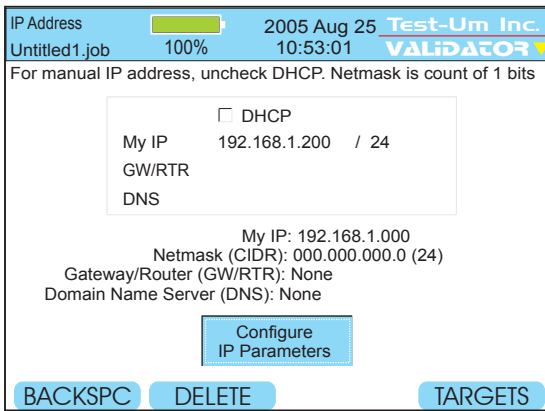 IP Address
2005 Aug 25 Test-Um Inc.
Untitled1.job 100% 10:53:01 VALiDATOR
For manual IP address, uncheck DHCP. Netmask is count of 1 bits
DHCP
My IP 192.168.1.200 / 24
GW/RTR
DNS
My IP: 192.168.1.000
Netmask (CIDR): 000.000.000.0 (24)
Gateway/Router (GW/RTR): None
Domain Name Server (DNS): None
Configure
IP Parameters
BACKSPC DELETE TARGETS